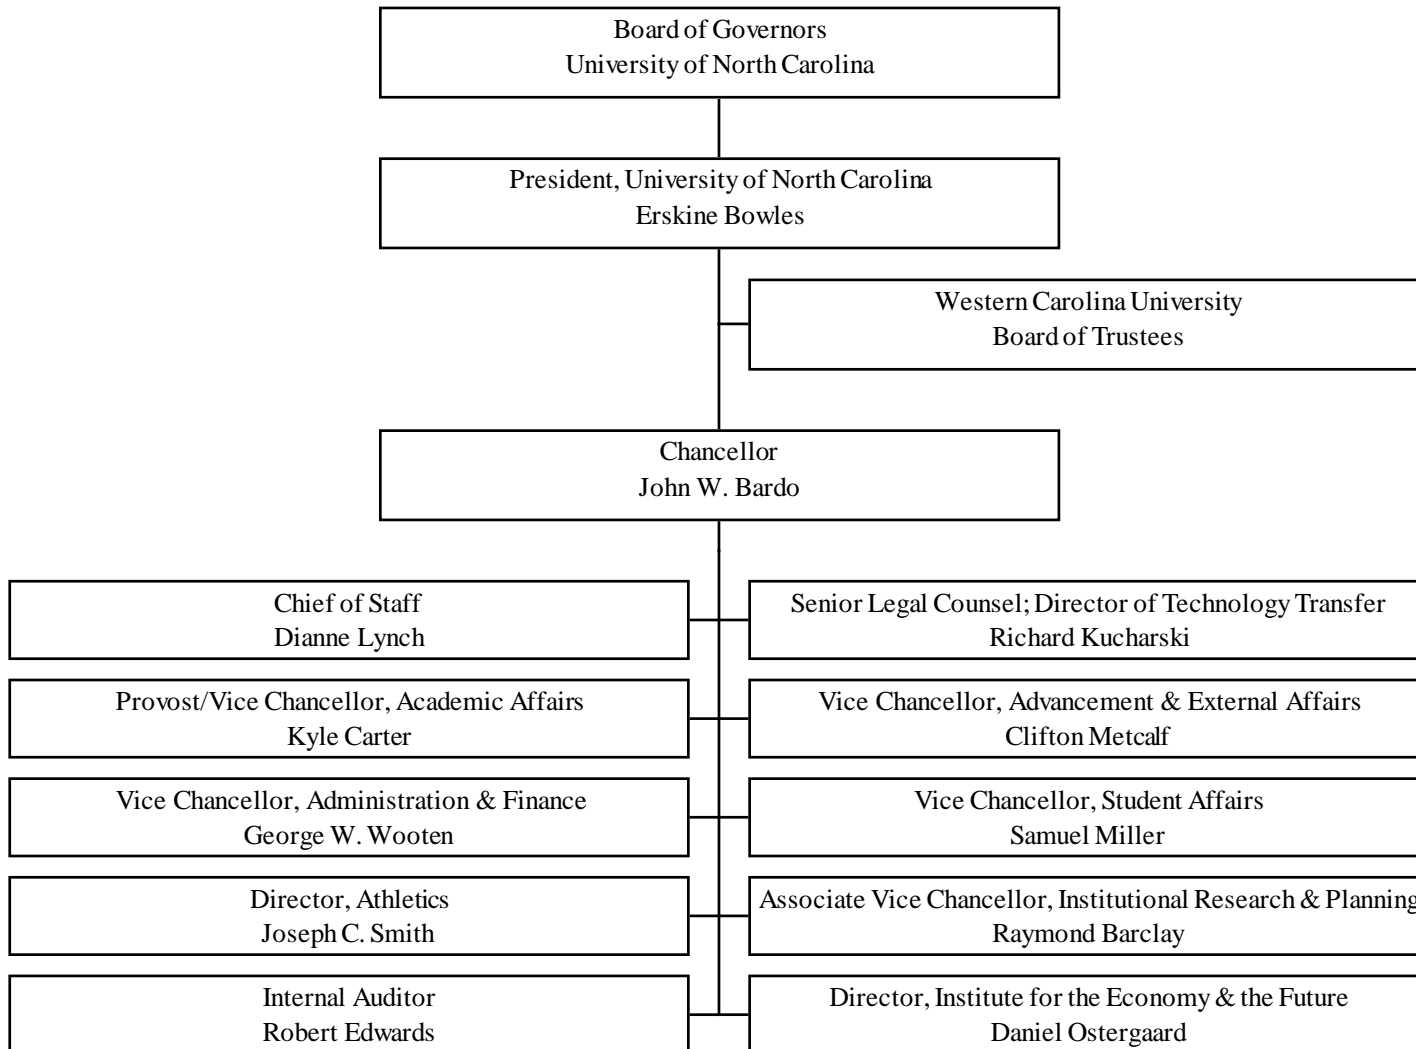 Board of Governors
University of North Carolina
President, University of North Carolina
Erskine Bowles
Western Carolina University
Board of Trustees
Chancellor
John W. Bardo
Chief of Staff
Dianne Lynch
Senior Legal Counsel; Director of Technology Transfer
Richard Kucharski
Provost/Vice Chancellor, Academic Affairs
Kyle Carter
Vice Chancellor, Advancement & External Affairs
Clifton Metcalf
Vice Chancellor, Administration & Finance
George W. Wooten
Vice Chancellor, Student Affairs
Samuel Miller
Director, Athletics
Joseph C. Smith
Associate Vice Chancellor, Institutional Research & Planning
Raymond Barclay
Internal Auditor
Robert Edwards
Director, Institute for the Economy & the Future
Daniel Ostergaard